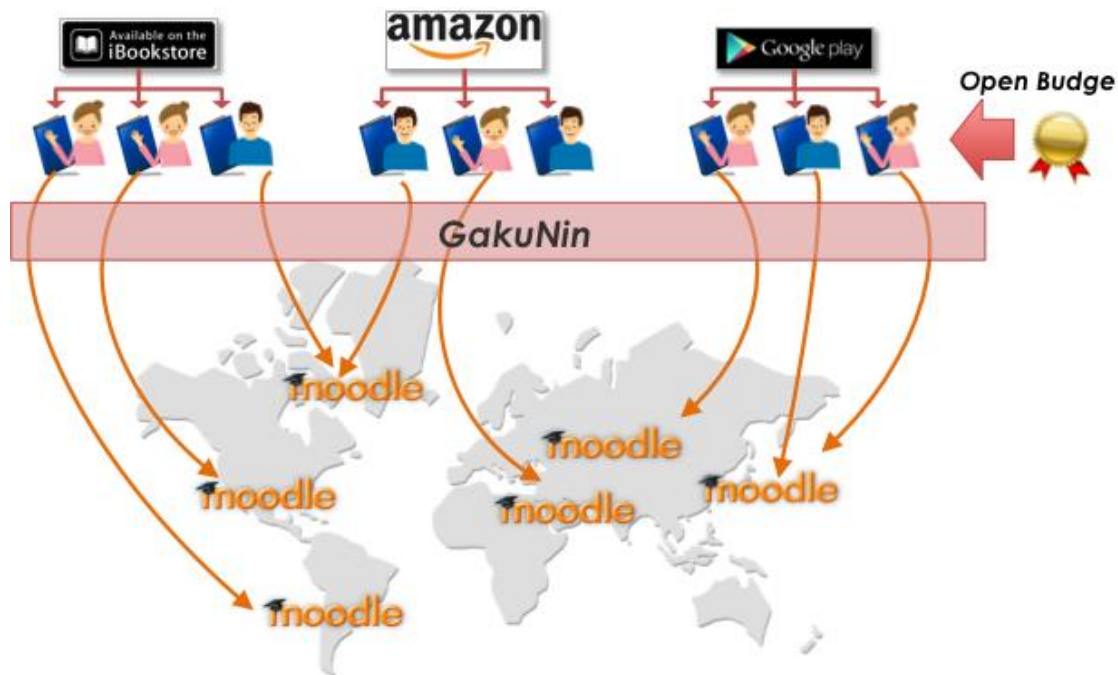 Available on the
iBookstore
amazon
Google play
Open Budge
GakuNin
moodle
moodle
moodle
moodle
moodle
moodle